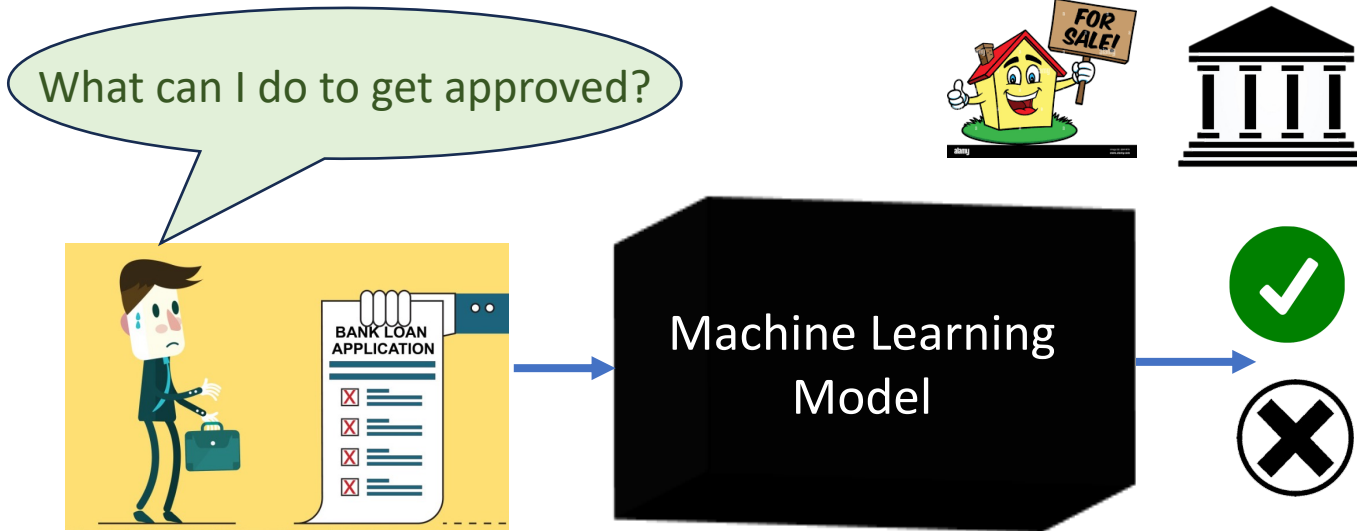 What can I do to get approved?
FOR
SALE!
alamy
BANK LOAN
APPLICATION
X
X
X
X
Machine Learning
Model